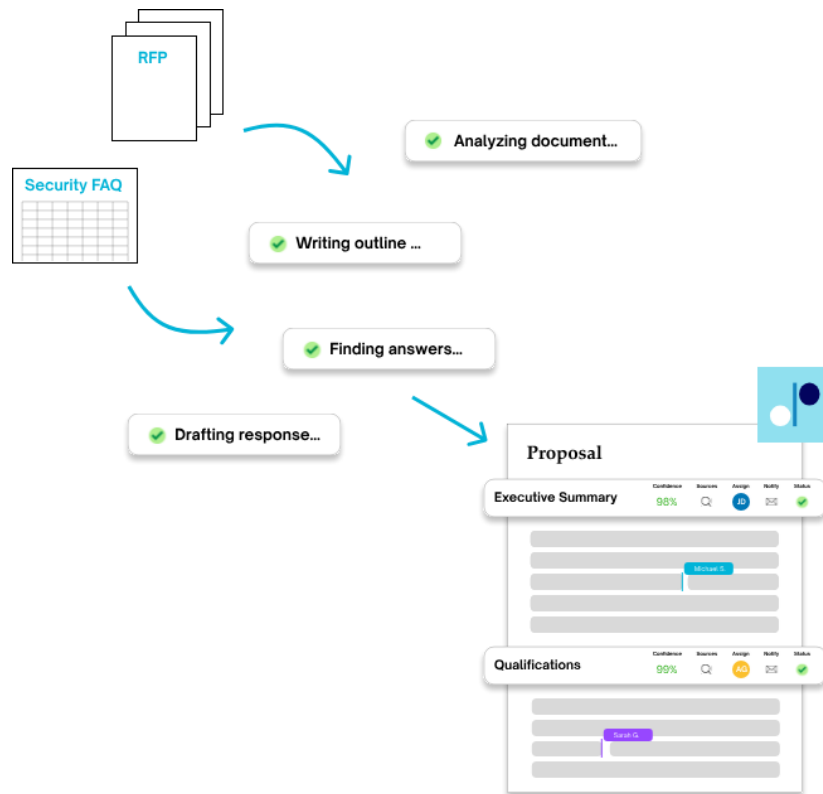 RFP
Analyzing document...
Security FAQ
Writing outline ...
Finding answers...
Drafting response...
Proposal
Executive Summary
Confidence Sources Assign Notify Status
98% JD
Michael S.
Qualifications
Confidence Sources Assign Notify Status
99% AG
Sarah G.